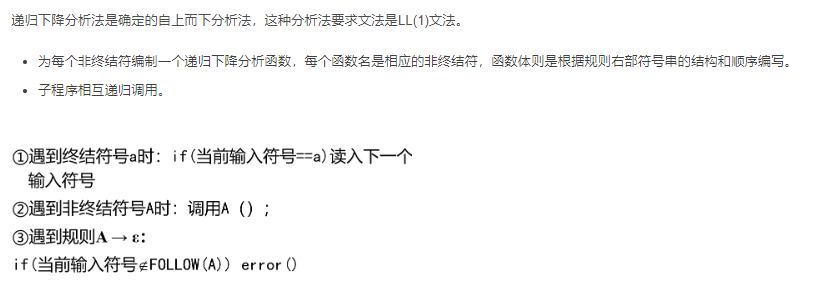 递归下降分析法是确定的自上而下分析法，这种分析法要求文法是LL(1)文法。
• 为每个非终结符编制一个递归下降分析函数，每个函数名是相应的非终结符，函数体则是根据规则右部符号串的结构和顺序编写。
• 子程序相互递归调用。
①遇到终结符号a时：if(当前输入符号==a)读入下一个
输入符号
②遇到非终结符号A时：调用A（）；
③遇到规则A → ε:
if(当前输入符号∉FOLLOW(A)) error()